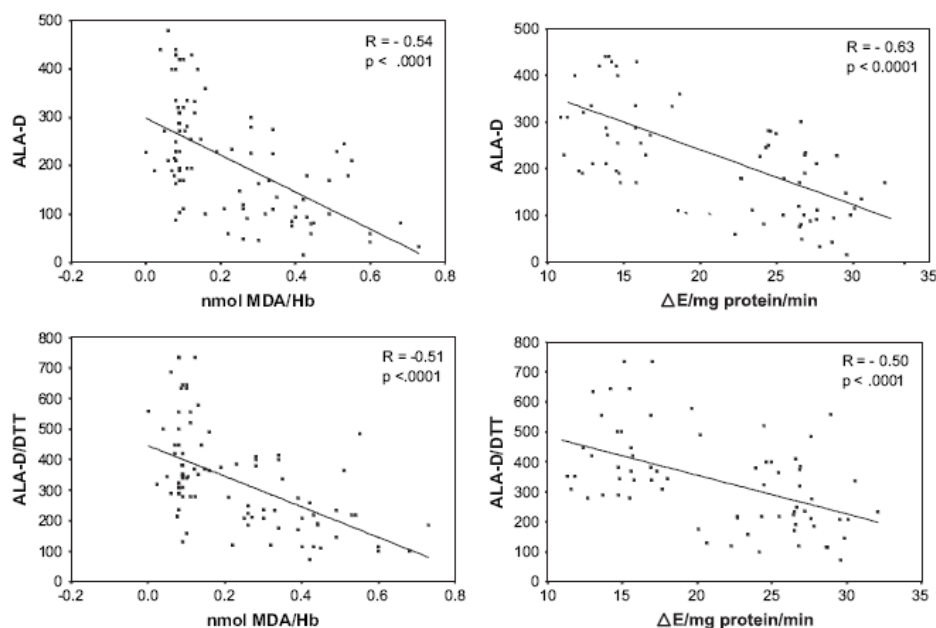 500
400
300
200
100
0
ALA-D
R = - 0.54
p < .0001
-0.2 0.0 0.2 0.4 0.6 0.8
nmol MDA/Hb
500
400
300
200
100
0
ALA-D
R = - 0.63
p < 0.0001
10 15 20 25 30 35
△E/mg protein/min
800
700
600
500
400
300
200
100
0
ALA-D/DTT
R = -0.51
p <.0001
-0.2 0.0 0.2 0.4 0.6 0.8
nmol MDA/Hb
800
700
600
500
400
300
200
100
0
ALA-D/DTT
R = - 0.50
p < .0001
10 15 20 25 30 35
△E/mg protein/min